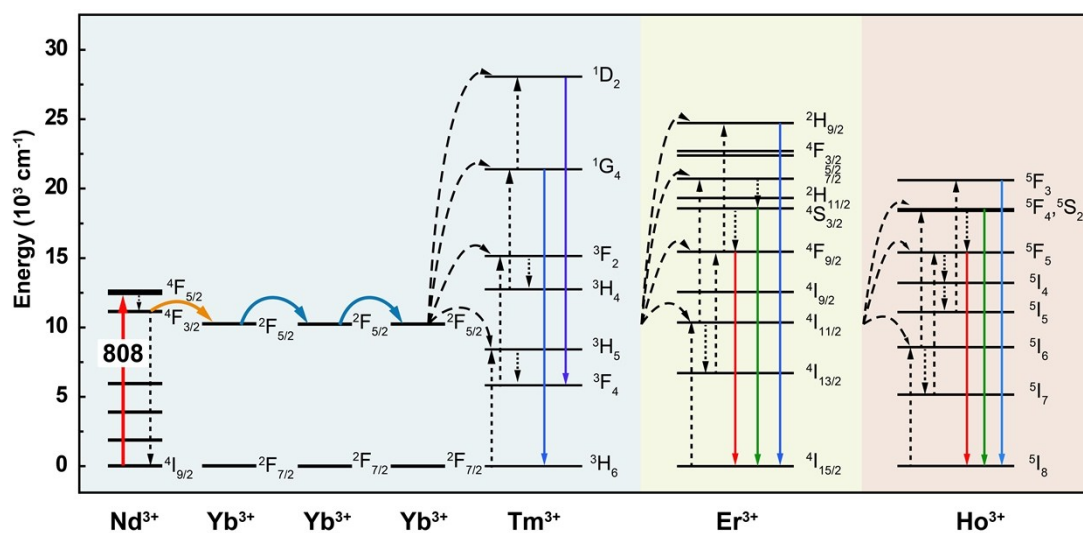 Energy (10³ cm⁻¹)
30
25
20
15
10
5
0
808
⁴F₅/₂
⁴F₃/₂
⁴I₉/₂
²F₅/₂
²F₅/₂
²F₅/₂
²F₇/₂
²F₇/₂
²F₇/₂
¹D₂
¹G₄
³F₂
³H₄
³H₅
³F₄
³H₆
²H₉/₂
⁴F₃/₂
₅/₂
₇/₂
²H₁₁/₂
⁴S₃/₂
⁴F₉/₂
⁴I₉/₂
⁴I₁₁/₂
⁴I₁₃/₂
⁴I₁₅/₂
⁵F₃
⁵F₄, ⁵S₂
⁵F₅
⁵I₄
⁵I₅
⁵I₆
⁵I₇
⁵I₈
Nd³⁺ Yb³⁺ Yb³⁺ Yb³⁺ Tm³⁺ Er³⁺ Ho³⁺